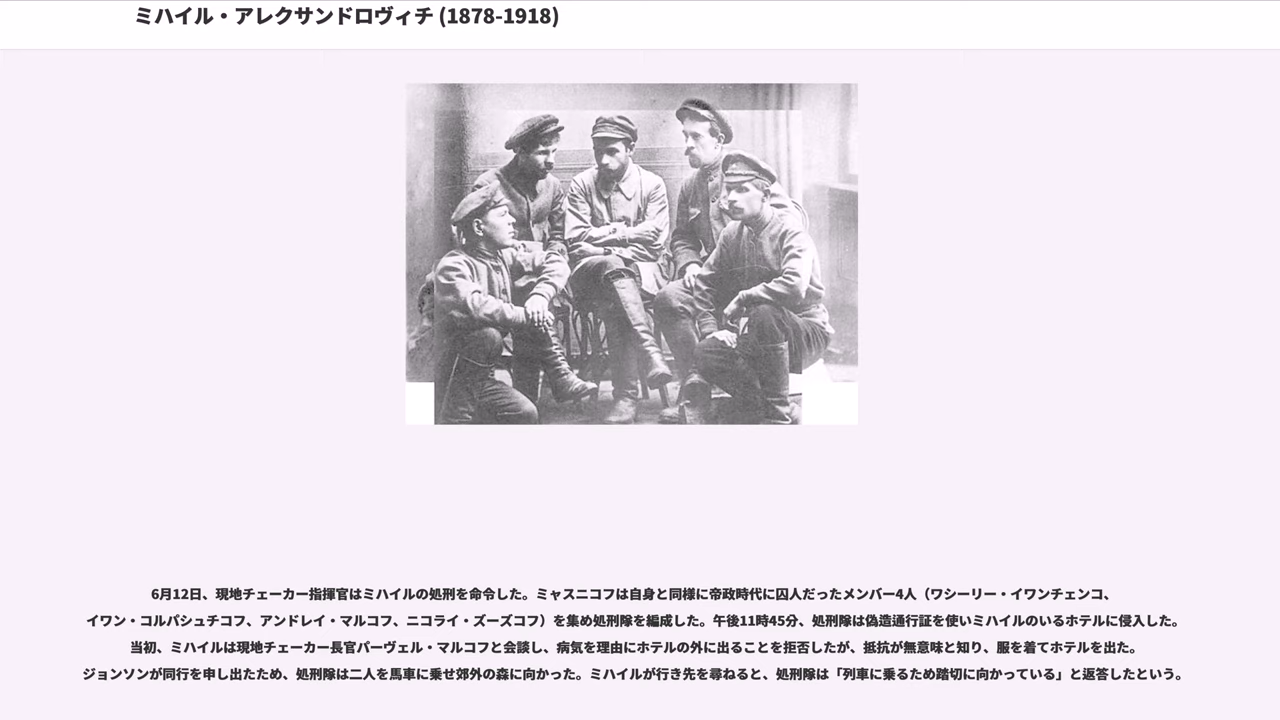 ミハイル・アレクサンドロヴィチ (1878-1918)
6月12日、現地チェーカー指揮官はミハイルの処刑を命令した。ミャスニコフは自身と同様に帝政時代に囚人だったメンバー4人（ワシーリー・イワンチェンコ、
イワン・コルパシュチコフ、アンドレイ・マルコフ、ニコライ・ズーズコフ）を集め処刑隊を編成した。午後11時45分、処刑隊は偽造通行証を使いミハイルのいるホテルに侵入した。
当初、ミハイルは現地チェーカー長官パーヴェル・マルコフと会談し、病気を理由にホテルの外に出ることを拒否したが、抵抗が無意味と知り、服を着てホテルを出た。
ジョンソンが同行を申し出たため、処刑隊は二人を馬車に乗せ郊外の森に向かった。ミハイルが行き先を尋ねると、処刑隊は「列車に乗るため踏切に向かっている」と返答したという。